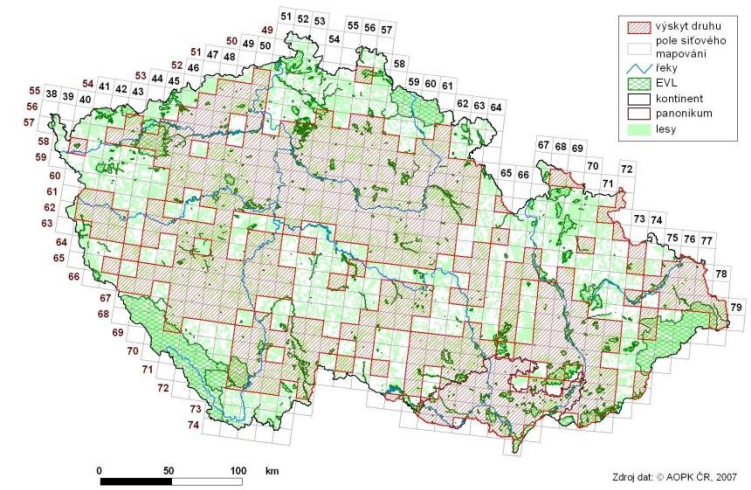 51 52 53 55 56 57
49 54
50 58
51 49 50 59 60 61
52 46 47 48 62 63 64
53 44 45
54 41 42 43
55 38 39 40
56
57
58
59
60
61
62
63
64
65
66
67
68
69
70
71
72
73
74
65 66
67 68 69
70 71 72
73 74
75 76 77
78
79
výskyt druhu
pole síťového
mapování
řeky
EVL
kontinent
panonikum
lesy
0 50 100 km
Zdroj dat: © AOPK ČR, 2007